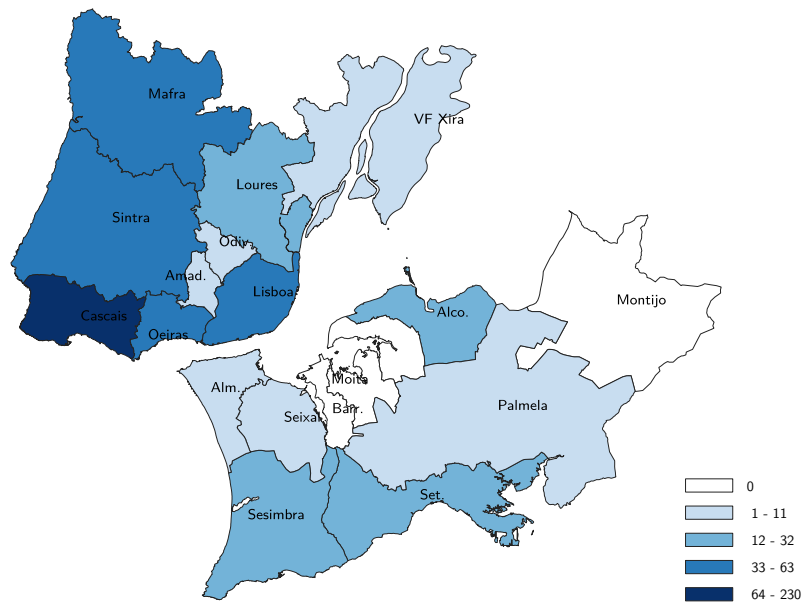 Mafra
VF Xira
Loures
Sintra
Odiv.
Amad.
Lisboa
Montijo
Alco.
Cascais
Oeiras
Moita
Alm.
Palmela
Barr.
Seixal
Set.
Sesimbra
0
1 - 11
12 - 32
33 - 63
64 - 230